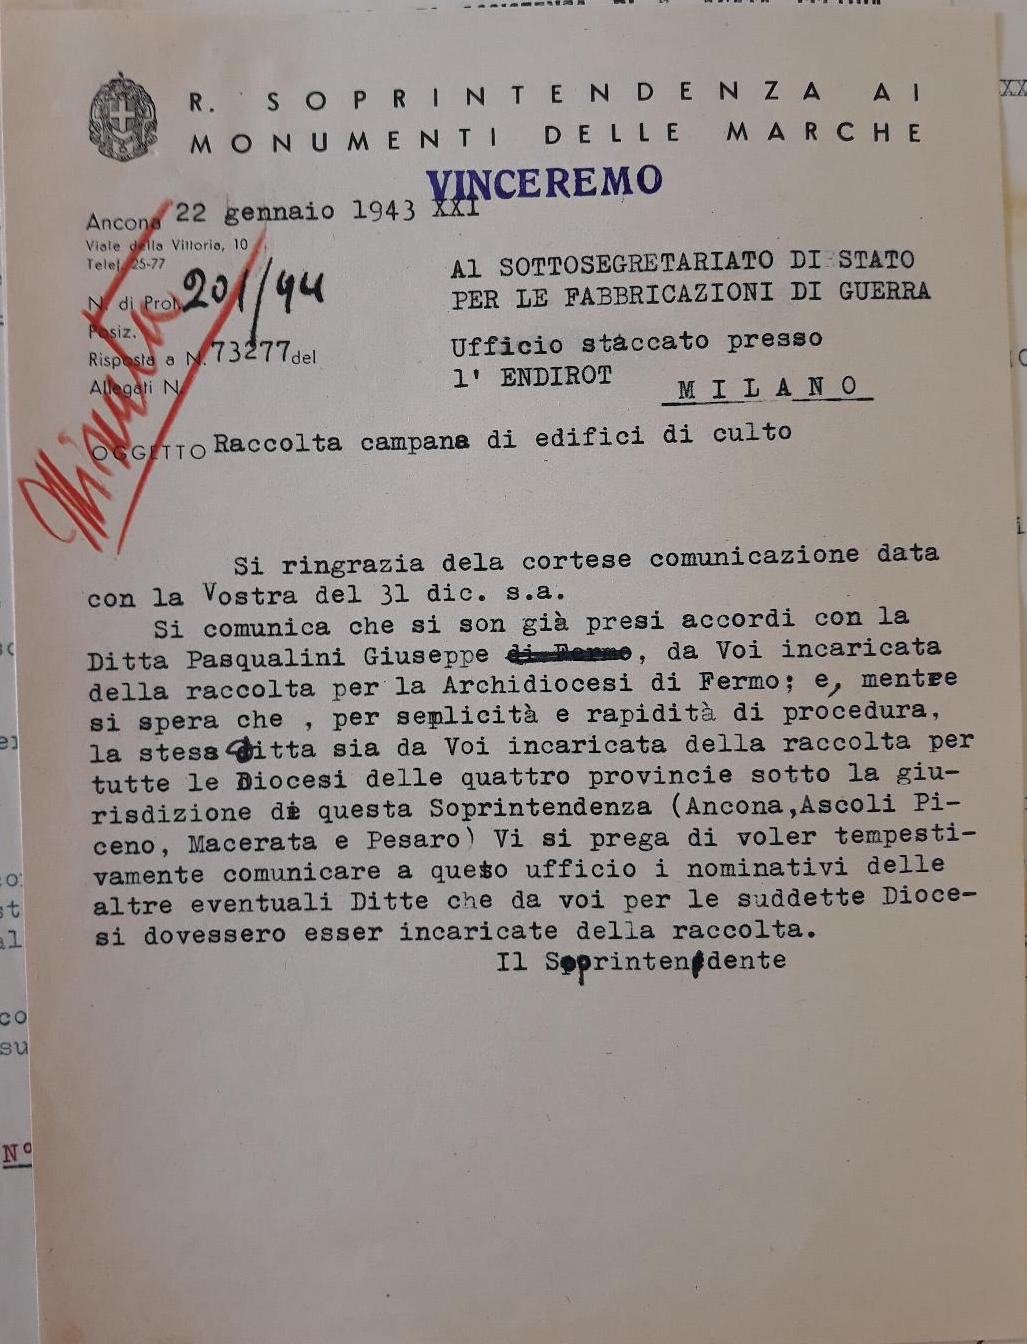 R. SOPRINTENDENZA AI
MONUMENTI DELLE MARCHE
VINCEREMO
Ancona 22 gennaio 1943 XXI
Viale della Vittoria, 10
Telef. 25-77
N. di Prot. 201/94
Posiz.
Risposta a N. 73277 del
Allegati N.
Al SOTTOSEGRETARIATO DI STATO
PER LE FABBRICAZIONI DI GUERRA
Ufficio staccato presso
l' ENDIROT
MILANO
OGGETTO Raccolta campana di edifici di culto
Si ringrazia dela cortese comunicazione data
con la Vostra del 31 dic. s.a.
Si comunica che si son già presi accordi con la
Ditta Pasqualini Giuseppe di Fermo, da Voi incaricata
della raccolta per la Archidiocesi di Fermo; e, mentre
si spera che , per semplicità e rapidità di procedura,
la stessa ditta sia da Voi incaricata della raccolta per
tutte le Diocesi delle quattro provincie sotto la giu-
risdizione di questa Soprintendenza (Ancona,Ascoli Pi-
ceno, Macerata e Pesaro) Vi si prega di voler tempesti-
vamente comunicare a questo ufficio i nominativi delle
altre eventuali Ditte che da voi per le suddette Dioce-
si dovessero esser incaricate della raccolta.
Il Soprintendente
Nº